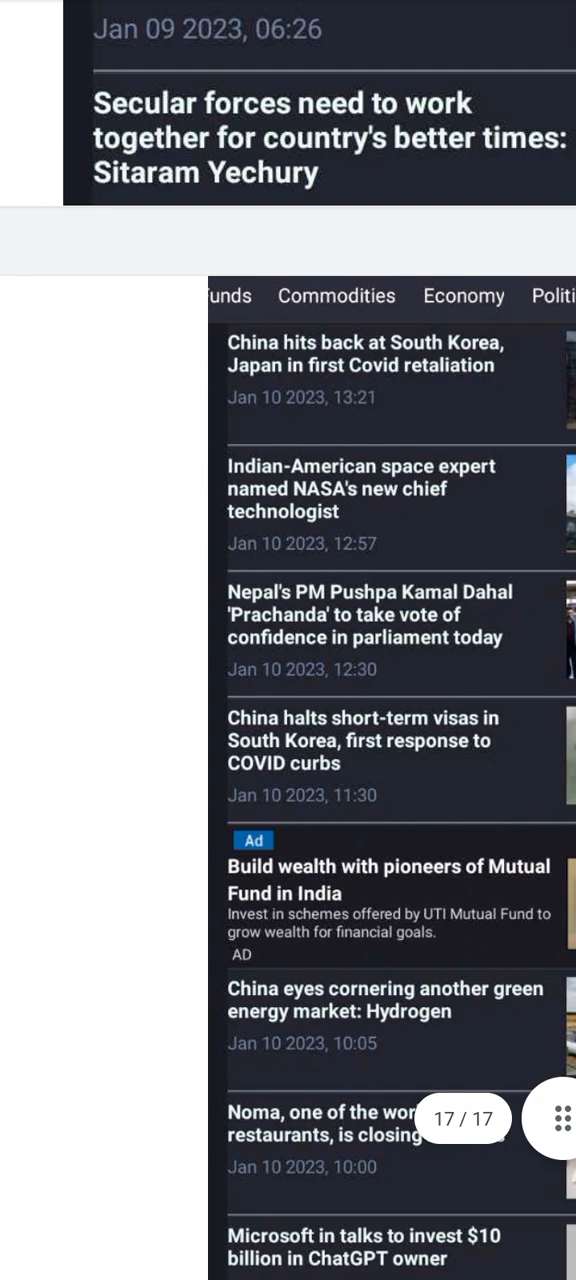 Jan 09 2023, 06:26
Secular forces need to work
together for country's better times:
Sitaram Yechury
Commodities Economy
China hits back at South Korea,
Japan in first Covid retaliation
Jan 10 2023, 13:21
Indian-American space expert
named NASA's new chief
technologist
Jan 10 2023, 12:57
Nepal's PM Pushpa Kamal Dahal
'Prachanda' to take vote of
confidence in parliament today
Jan 10 2023, 12:30
China halts short-term visas in
South Korea, first response to
COVID curbs
Jan 10 2023, 11:30
Ad
Build wealth with pioneers of Mutual
Fund in India
Invest in schemes offered by UTI Mutual Fund to
grow wealth for financial goals.
AD
China eyes cornering another green
energy market: Hydrogen
Jan 10 2023, 10:05
Noma, one of the
restaurants, is closing
17 / 17
Jan 10 2023, 10:00
Microsoft in talks to invest $10
billion in ChatGPT owner